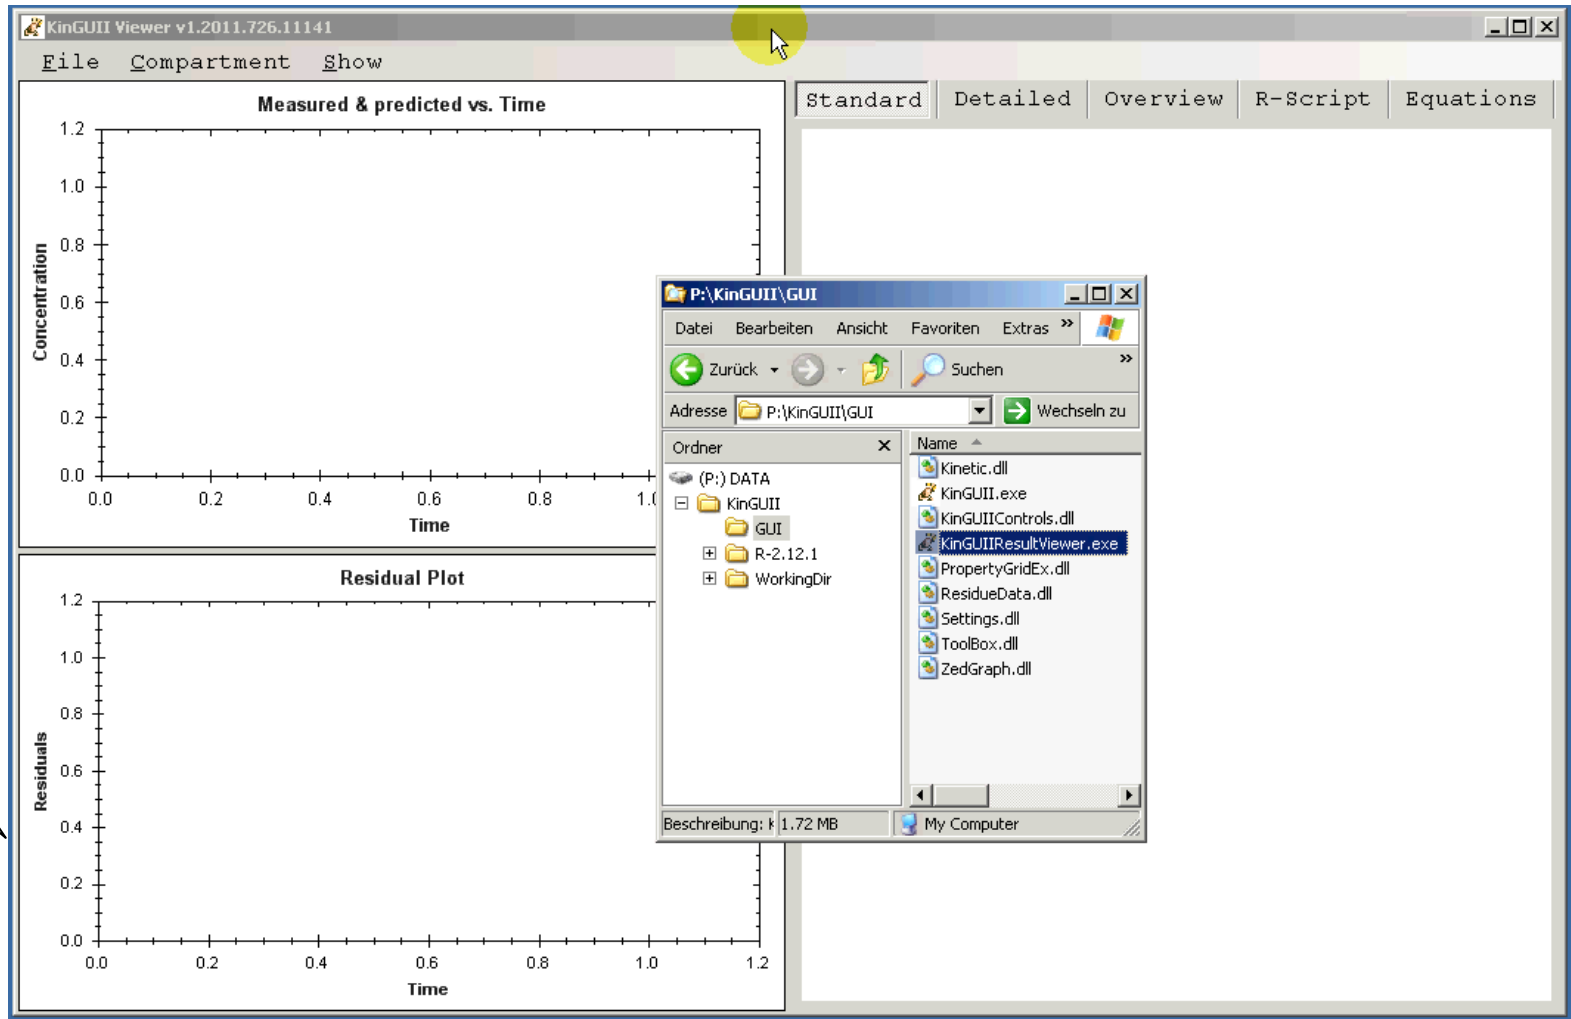 KinGUII Viewer v1.2011.726.11141
File Compartment Show
Measured & predicted vs. Time
1.2
1.0
0.8
0.6
0.4
0.2
0.0
Concentration
0.0 0.2 0.4 0.6 0.8
Time
Residual Plot
1.2
1.0
0.8
0.6
0.4
0.2
0.0
Residuals
0.0 0.2 0.4 0.6 0.8 1.0 1.2
Time
Standard Detailed Overview R-Script Equations
P:\KinGUII\GUI
Datei Bearbeiten Ansicht Favoriten Extras »
Zurück Suchen »
Adresse P:\KinGUII\GUI Wechseln zu
Ordner
(P:) DATA
KinGUII
GUI
R-2.12.1
WorkingDir
Name
Kinetic.dll
KinGUII.exe
KinGUIIControls.dll
KinGUIIResultViewer.exe
PropertyGridEx.dll
ResidueData.dll
Settings.dll
ToolBox.dll
ZedGraph.dll
Beschreibung: 1.72 MB My Computer